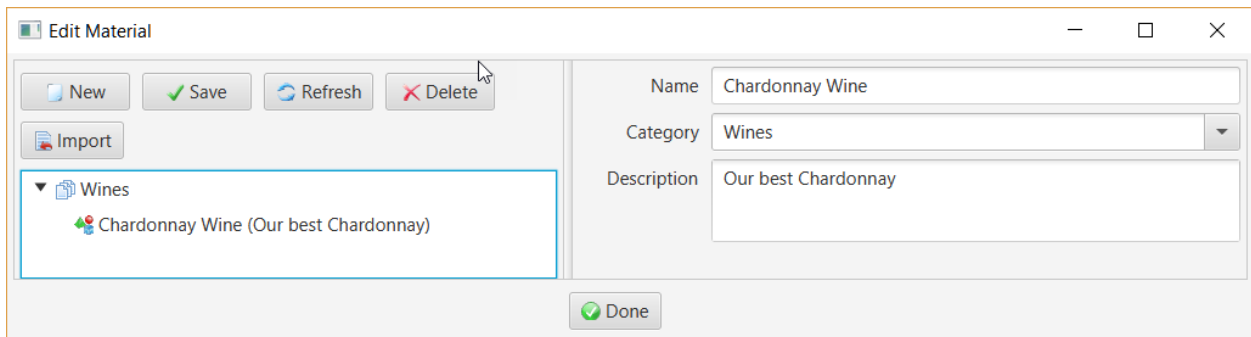 Edit Material
New Save Refresh Delete
Import
Wines
Chardonnay Wine (Our best Chardonnay)
Name Chardonnay Wine
Category Wines
Description Our best Chardonnay
Done